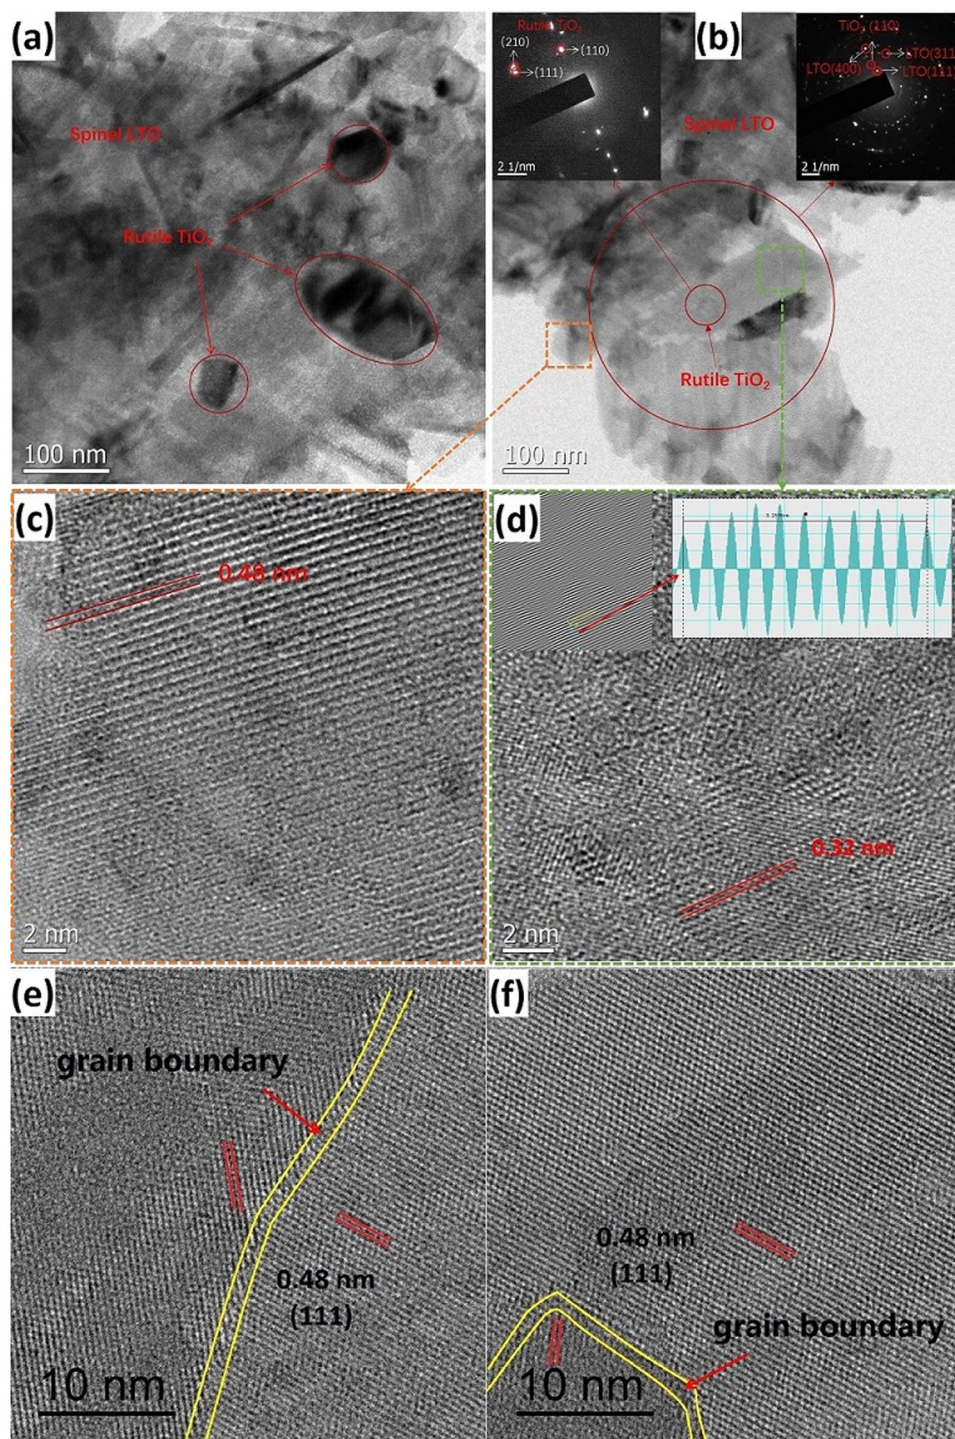 (a)
Spinel LTO
Rutile TiO2
100 nm
(b)
Rutile TiO2
(210)
(110)
(111)
2 1/nm
Spinel LTO
TiO2 (110)
LTO(311
LTO(400)
LTO(111)
2 1/nm
Rutile TiO2
100 nm
(c)
0.48 nm
2 nm
(d)
0.32 nm
2 nm
(e)
grain boundary
0.48 nm
(111)
10 nm
(f)
0.48 nm
(111)
grain boundary
10 nm